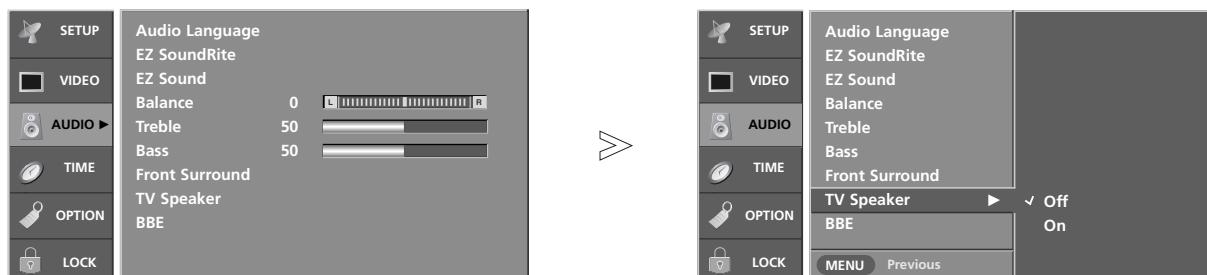 SETUP
VIDEO
AUDIO ►
TIME
OPTION
LOCK
Audio Language
EZ SoundRite
EZ Sound
Balance 0 L R
Treble 50
Bass 50
Front Surround
TV Speaker
BBE
SETUP
VIDEO
AUDIO
TIME
OPTION
LOCK
Audio Language
EZ SoundRite
EZ Sound
Balance
Treble
Bass
Front Surround
TV Speaker ►
BBE
MENU Previous
✓ Off
On